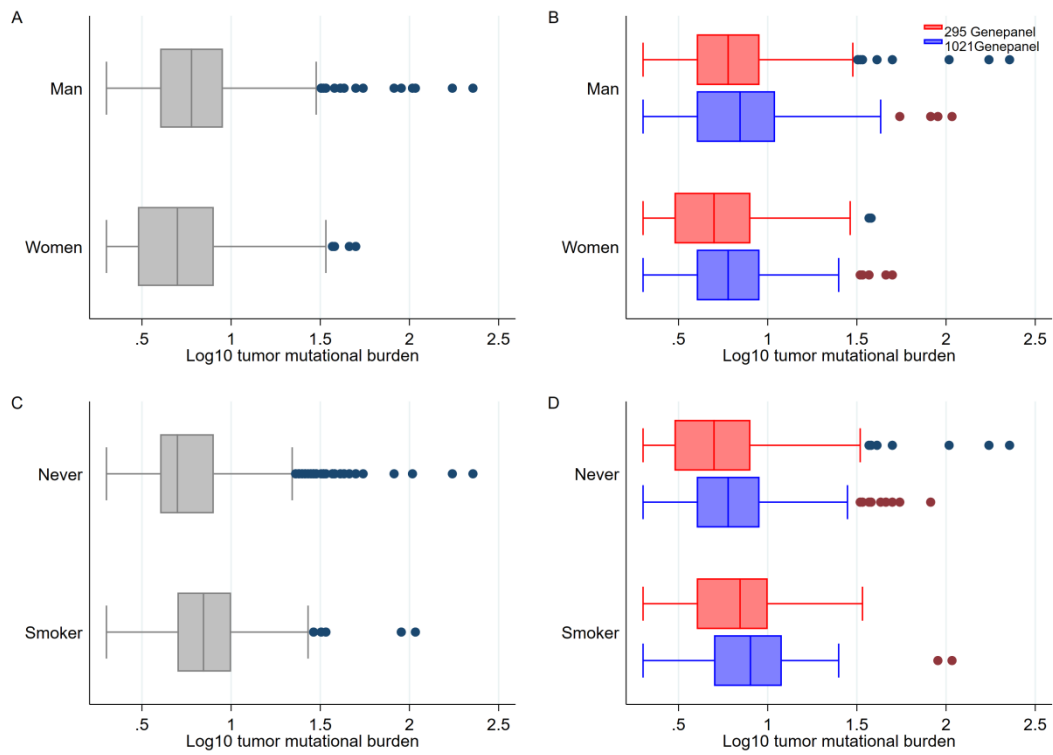 A
Man
Women
.5 1 1.5 2 2.5
Log10 tumor mutational burden
B
295 Genepanel
1021Genepanel
Man
Women
.5 1 1.5 2 2.5
Log10 tumor mutational burden
C
Never
Smoker
.5 1 1.5 2 2.5
Log10 tumor mutational burden
D
Never
Smoker
.5 1 1.5 2 2.5
Log10 tumor mutational burden